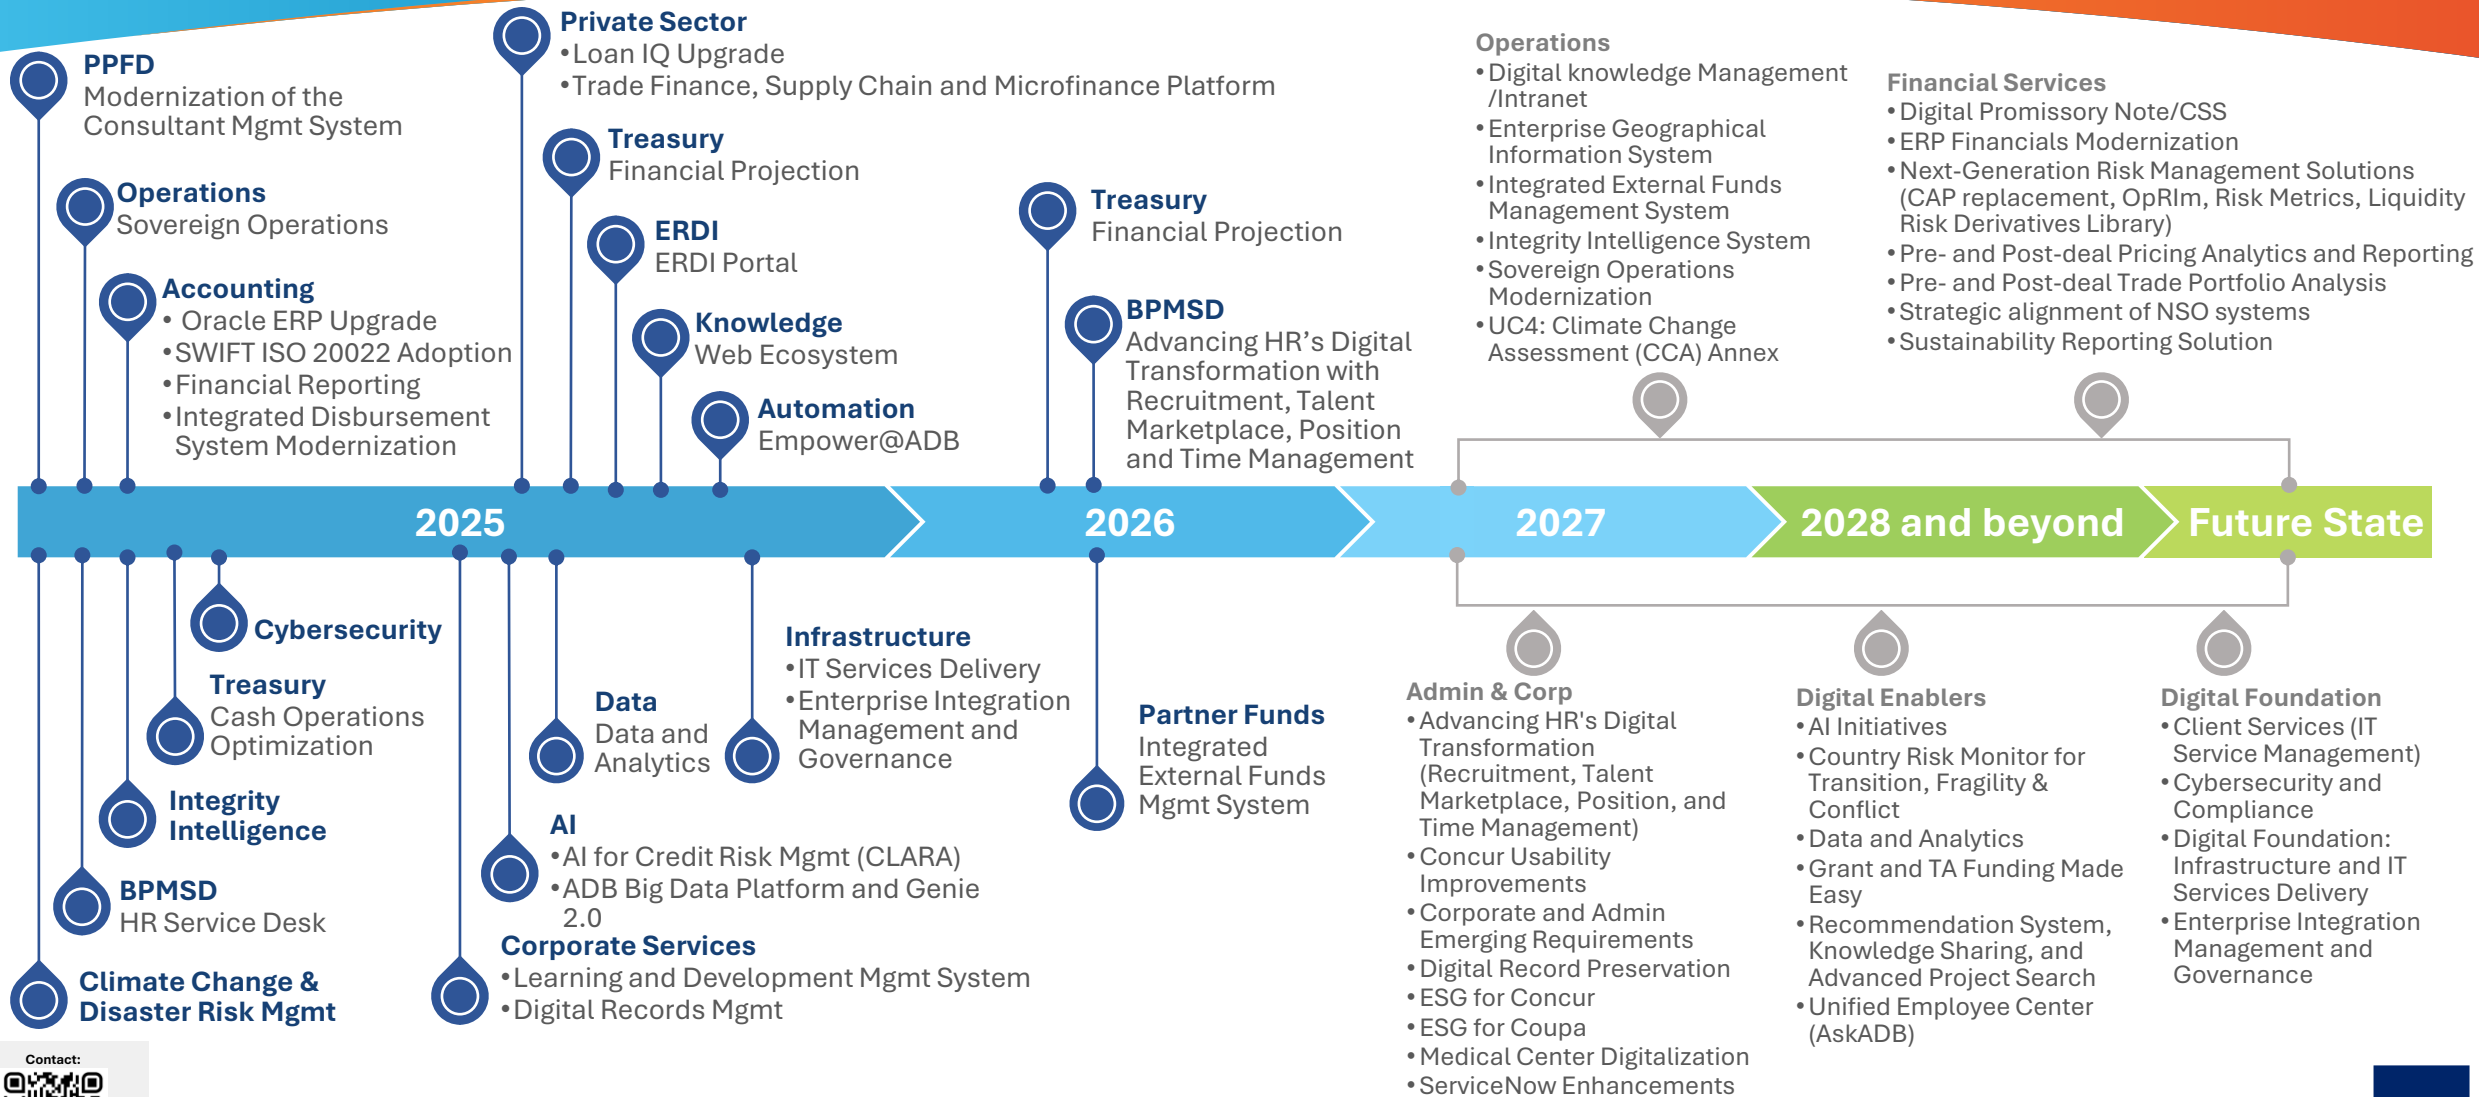 PPFD
Modernization of the
Consultant Mgmt System
Operations
Sovereign Operations
Accounting
• Oracle ERP Upgrade
•SWIFT ISO 20022 Adoption
•Financial Reporting
•Integrated Disbursement
System Modernization
Private Sector
•Loan IQ Upgrade
•Trade Finance, Supply Chain and Microfinance Platform
Treasury
Financial Projection
ERDI
ERDI Portal
Knowledge
Web Ecosystem
Automation
Empower@ADB
Treasury
Financial Projection
BPMSD
Advancing HR’s Digital
Transformation with
Recruitment, Talent
Marketplace, Position
and Time Management
Operations
•Digital knowledge Management
/Intranet
•Enterprise Geographical
Information System
•Integrated External Funds
Management System
•Integrity Intelligence System
•Sovereign Operations
Modernization
•UC4: Climate Change
Assessment (CCA) Annex
Financial Services
•Digital Promissory Note/CSS
•ERP Financials Modernization
•Next-Generation Risk Management Solutions
(CAP replacement, OpRIm, Risk Metrics, Liquidity
Risk Derivatives Library)
•Pre- and Post-deal Pricing Analytics and Reporting
•Pre- and Post-deal Trade Portfolio Analysis
•Strategic alignment of NSO systems
•Sustainability Reporting Solution
2025
2026
2027
2028 and beyond
Future State
Cybersecurity
Treasury
Cash Operations
Optimization
Integrity
Intelligence
BPMSD
HR Service Desk
Climate Change &
Disaster Risk Mgmt
Infrastructure
•IT Services Delivery
•Enterprise Integration
Management and
Governance
Data
Data and
Analytics
AI
•AI for Credit Risk Mgmt (CLARA)
•ADB Big Data Platform and Genie
2.0
Corporate Services
•Learning and Development Mgmt System
•Digital Records Mgmt
Partner Funds
Integrated
External Funds
Mgmt System
Admin & Corp
•Advancing HR's Digital
Transformation
(Recruitment, Talent
Marketplace, Position, and
Time Management)
•Concur Usability
Improvements
•Corporate and Admin
Emerging Requirements
•Digital Record Preservation
•ESG for Concur
•ESG for Coupa
•Medical Center Digitalization
•ServiceNow Enhancements
Digital Enablers
•AI Initiatives
•Country Risk Monitor for
Transition, Fragility &
Conflict
•Data and Analytics
•Grant and TA Funding Made
Easy
•Recommendation System,
Knowledge Sharing, and
Advanced Project Search
•Unified Employee Center
(AskADB)
Digital Foundation
•Client Services (IT
Service Management)
•Cybersecurity and
Compliance
•Digital Foundation:
Infrastructure and IT
Services Delivery
•Enterprise Integration
Management and
Governance
Contact: